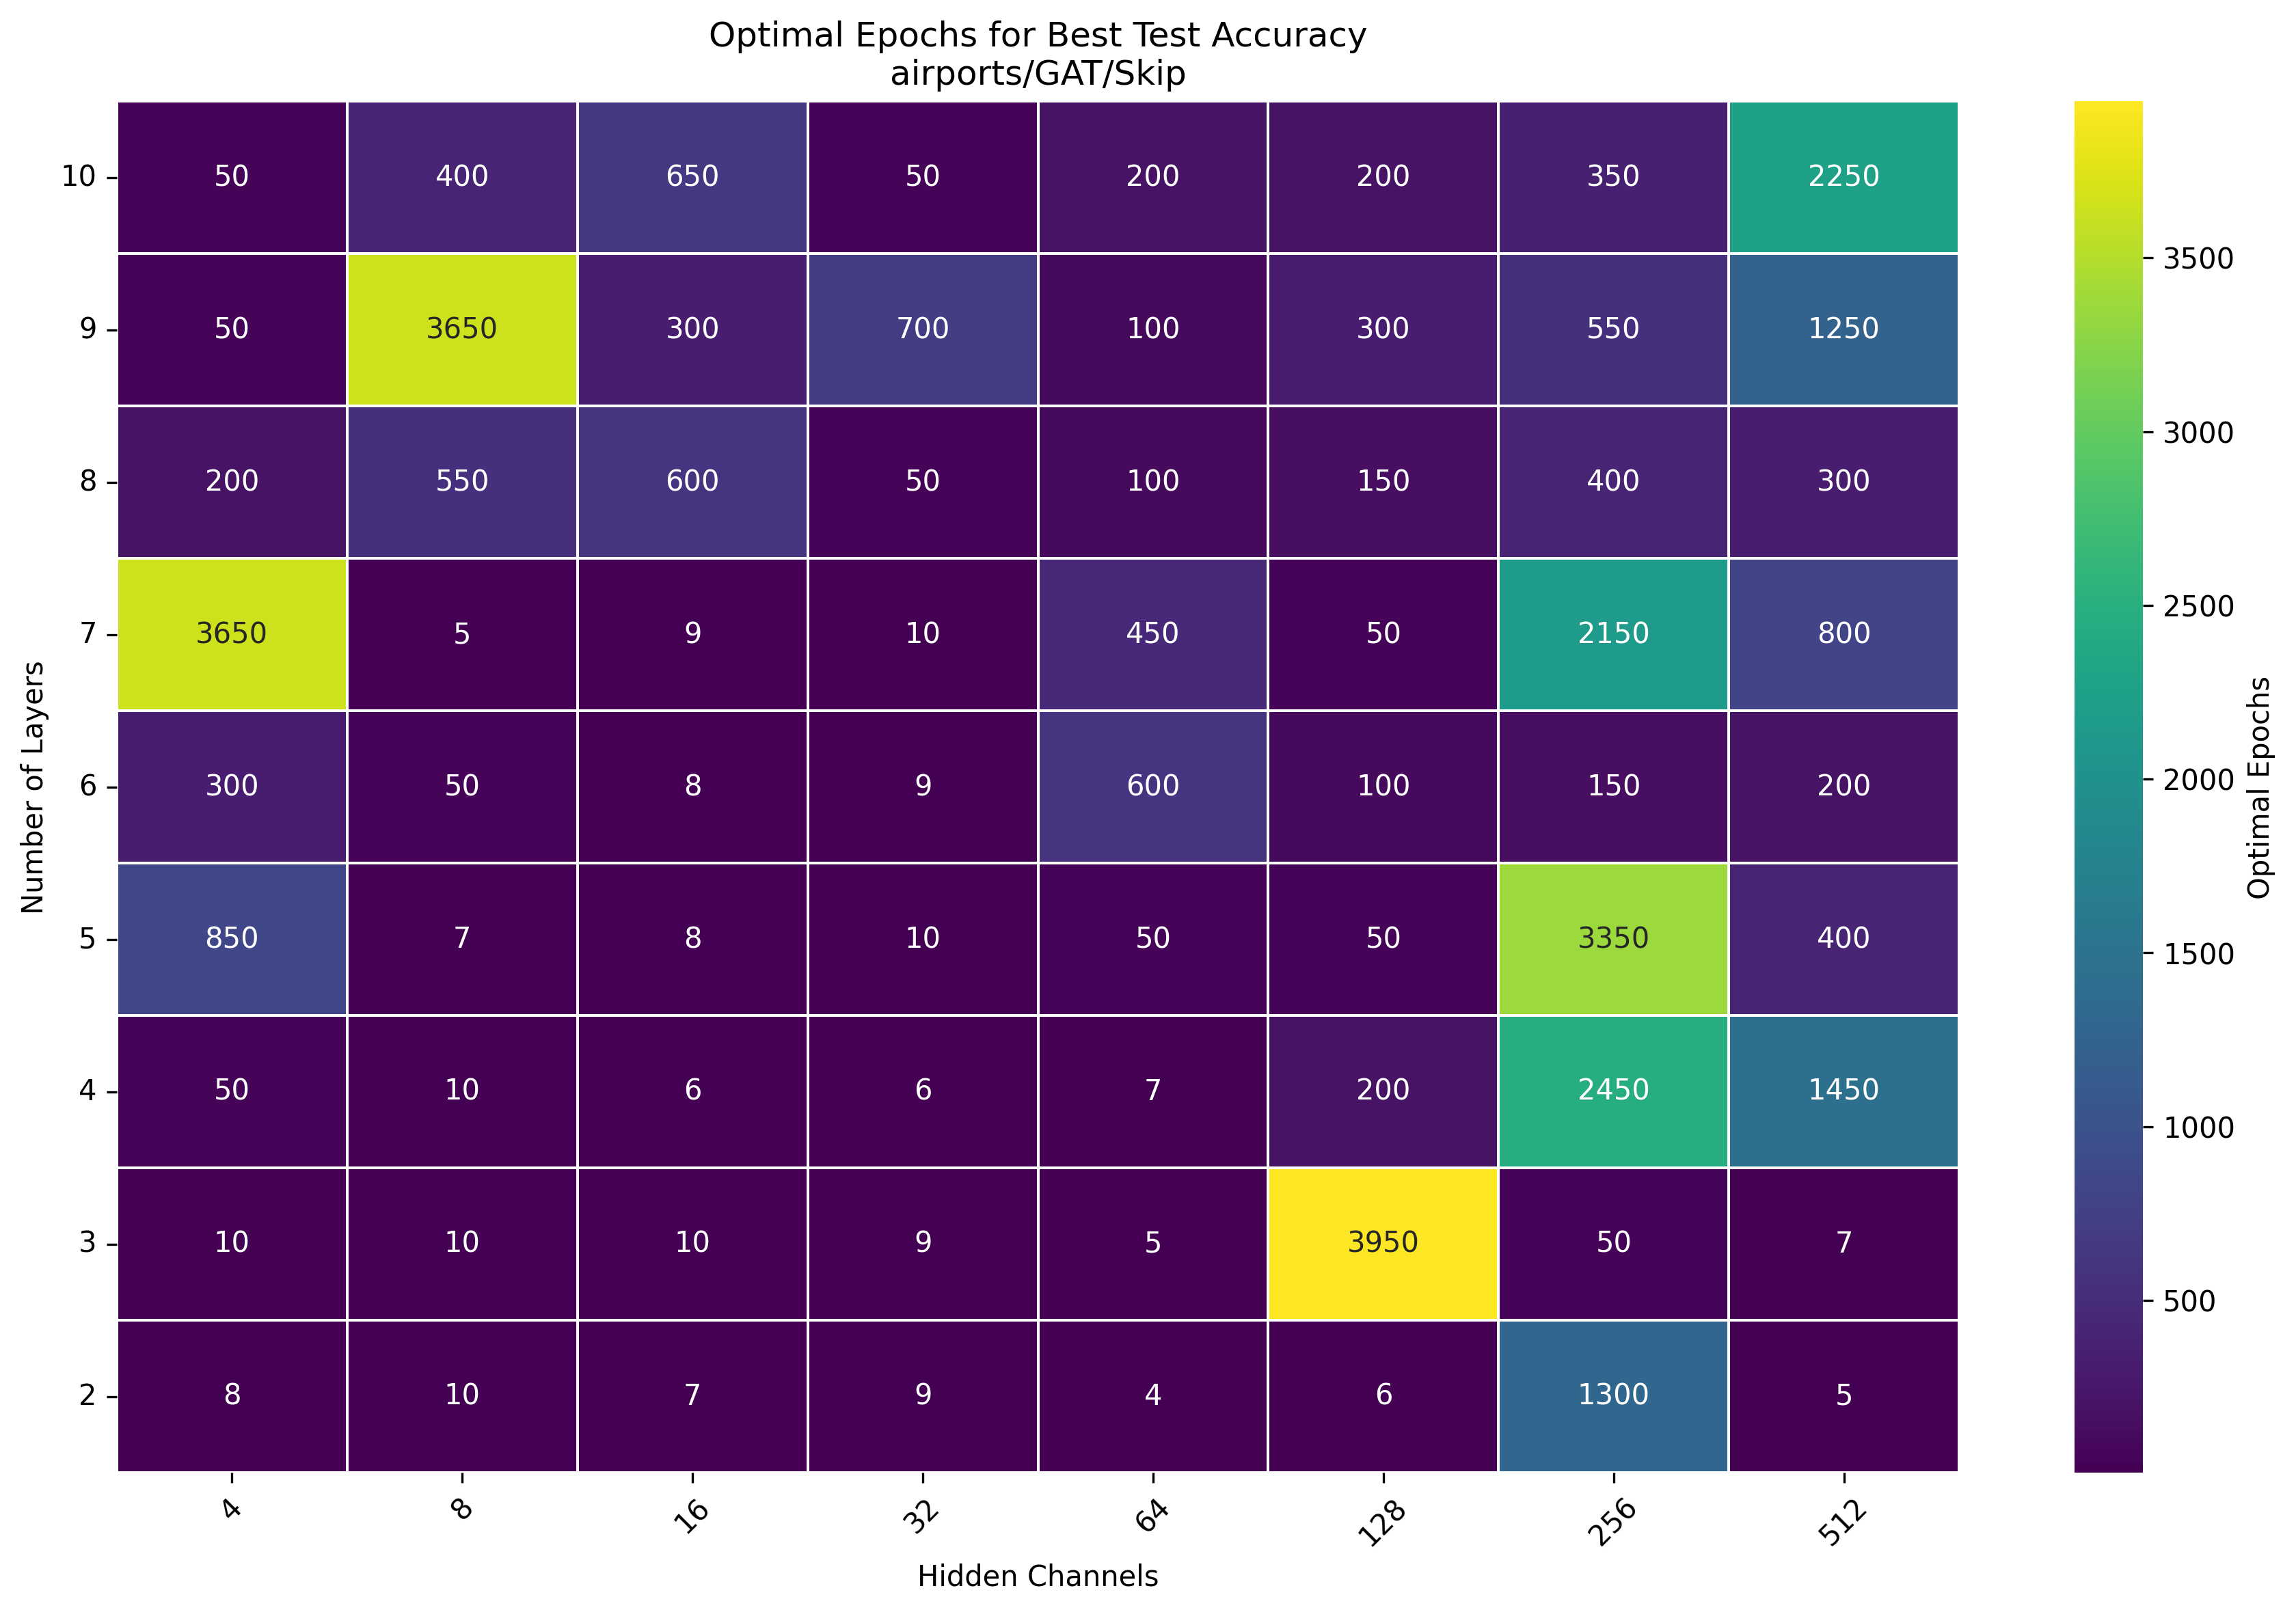 Optimal Epochs for Best Test Accuracy
airports/GAT/Skip
10 50 400 650 50 200 200 350 2250
9 50 3650 300 700 100 300 550 1250
8 200 550 600 50 100 150 400 300
7 3650 5 9 10 450 50 2150 800
6 300 50 8 9 600 100 150 200
5 850 7 8 10 50 50 3350 400
4 50 10 6 6 7 200 2450 1450
3 10 10 10 9 5 3950 50 7
2 8 10 7 9 4 6 1300 5
4 8 16 32 64 128 256 512
Hidden Channels
Number of Layers
3500
3000
2500
2000
1500
1000
500
Optimal Epochs